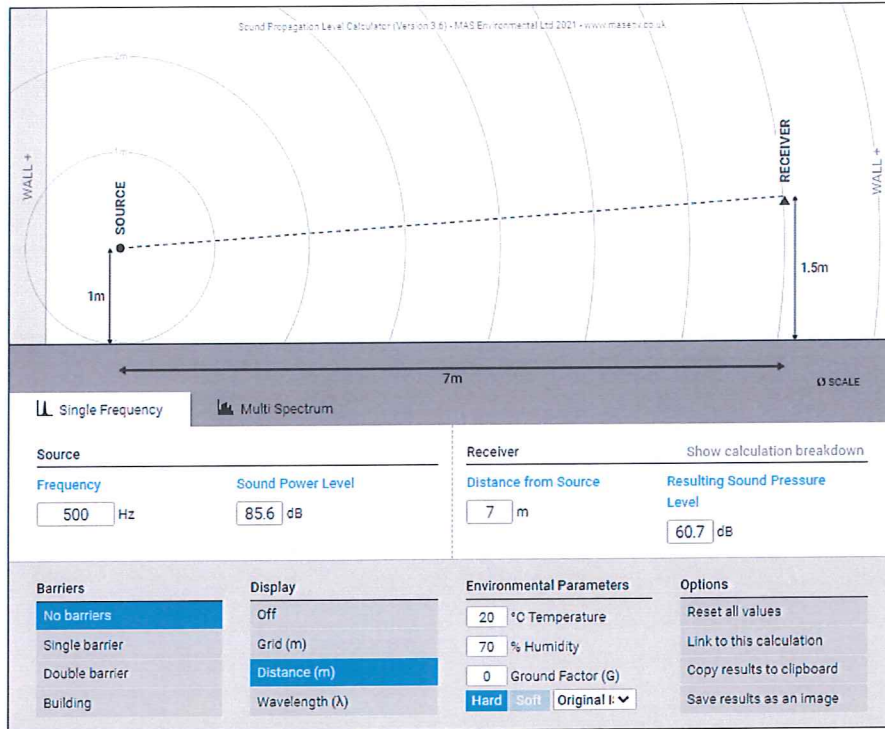 Sound Propagation Level Calculator (Version 3.6) - MAS Environmental Ltd 2021 - www.masenv.co.uk
2m
1m
WALL +
SOURCE
RECEIVER
WALL +
1m
1.5m
7m
SCALE
Single Frequency
Multi Spectrum
Source
Receiver
Show calculation breakdown
Frequency
Sound Power Level
Distance from Source
Resulting Sound Pressure
Level
500 Hz
85.6 dB
7 m
60.7 dB
Barriers
Display
Environmental Parameters
Options
No barriers
Off
20 °C Temperature
Reset all values
Single barrier
Grid (m)
70 % Humidity
Link to this calculation
Double barrier
Distance (m)
0 Ground Factor (G)
Copy results to clipboard
Building
Wavelength (λ)
Hard Soft Original
Save results as an image